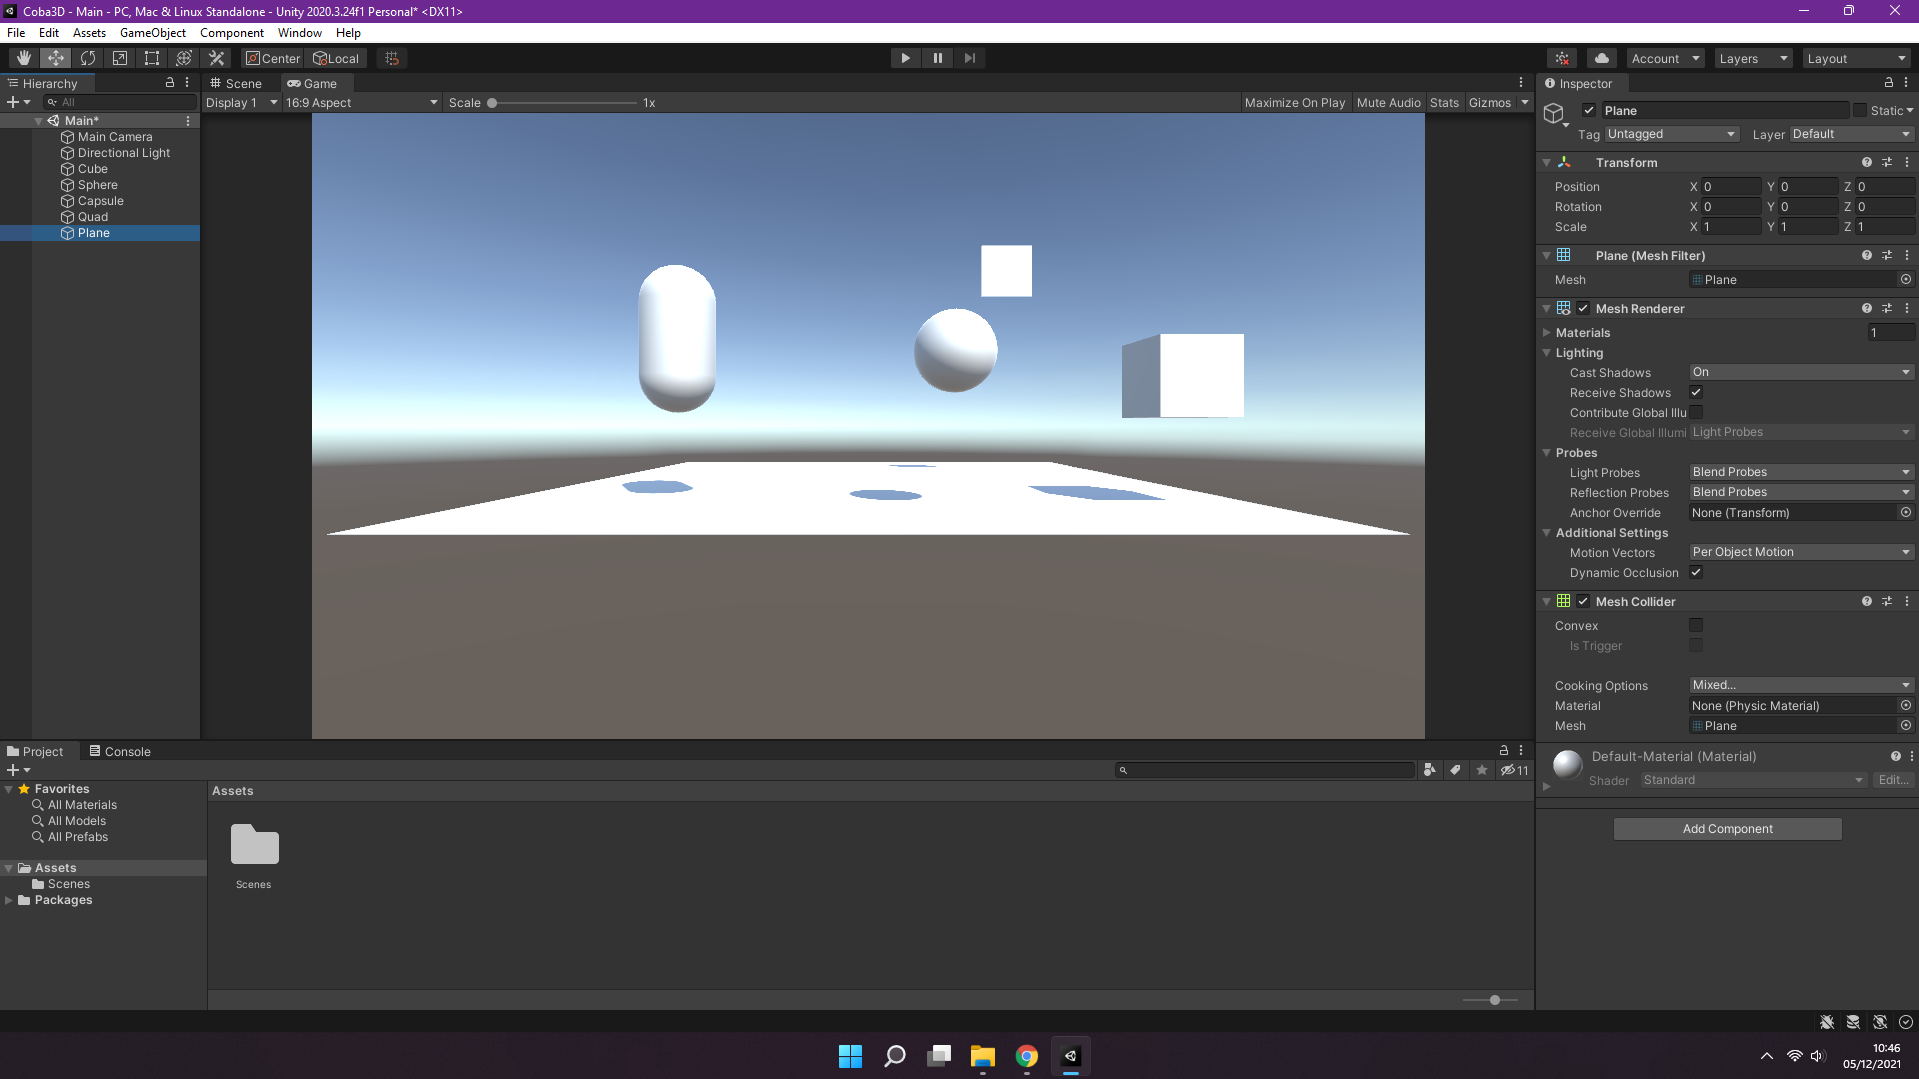 Coba3D - Main - PC, Mac & Linux Standalone - Unity 2020.3.24f1 Personal* <DX11>
File Edit Assets GameObject Component Window Help
Center Local
Account Layers Layout
Hierarchy
All
Main*
Main Camera
Directional Light
Cube
Sphere
Capsule
Quad
Plane
Scene Game
Display 1 16:9 Aspect Scale 1x Maximize On Play Mute Audio Stats Gizmos
Inspector
Plane Static
Tag Untagged Layer Default
Transform
Position X 0 Y 0 Z 0
Rotation X 0 Y 0 Z 0
Scale X 1 Y 1 Z 1
Plane (Mesh Filter)
Mesh Plane
Mesh Renderer
Materials 1
Lighting
Cast Shadows On
Receive Shadows
Contribute Global Illu
Receive Global Illumi Light Probes
Probes
Light Probes Blend Probes
Reflection Probes Blend Probes
Anchor Override None (Transform)
Additional Settings
Motion Vectors Per Object Motion
Dynamic Occlusion
Mesh Collider
Convex
Is Trigger
Cooking Options Mixed...
Material None (Physic Material)
Mesh Plane
Default-Material (Material)
Shader Standard Edit...
Add Component
Project Console
11
Favorites
All Materials
All Models
All Prefabs
Assets
Scenes
Packages
Assets
Scenes
10:46
05/12/2021